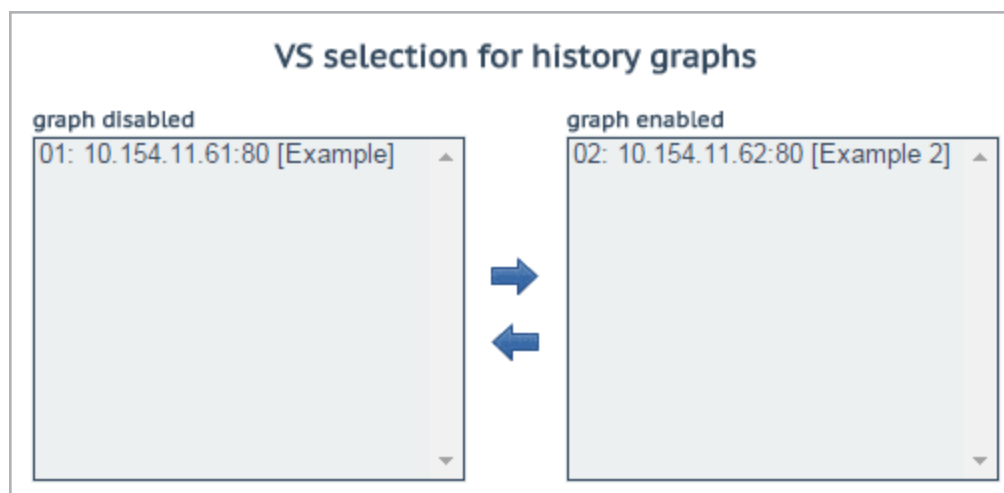 VS selection for history graphs
graph disabled
01: 10.154.11.61:80 [Example]
graph enabled
02: 10.154.11.62:80 [Example 2]